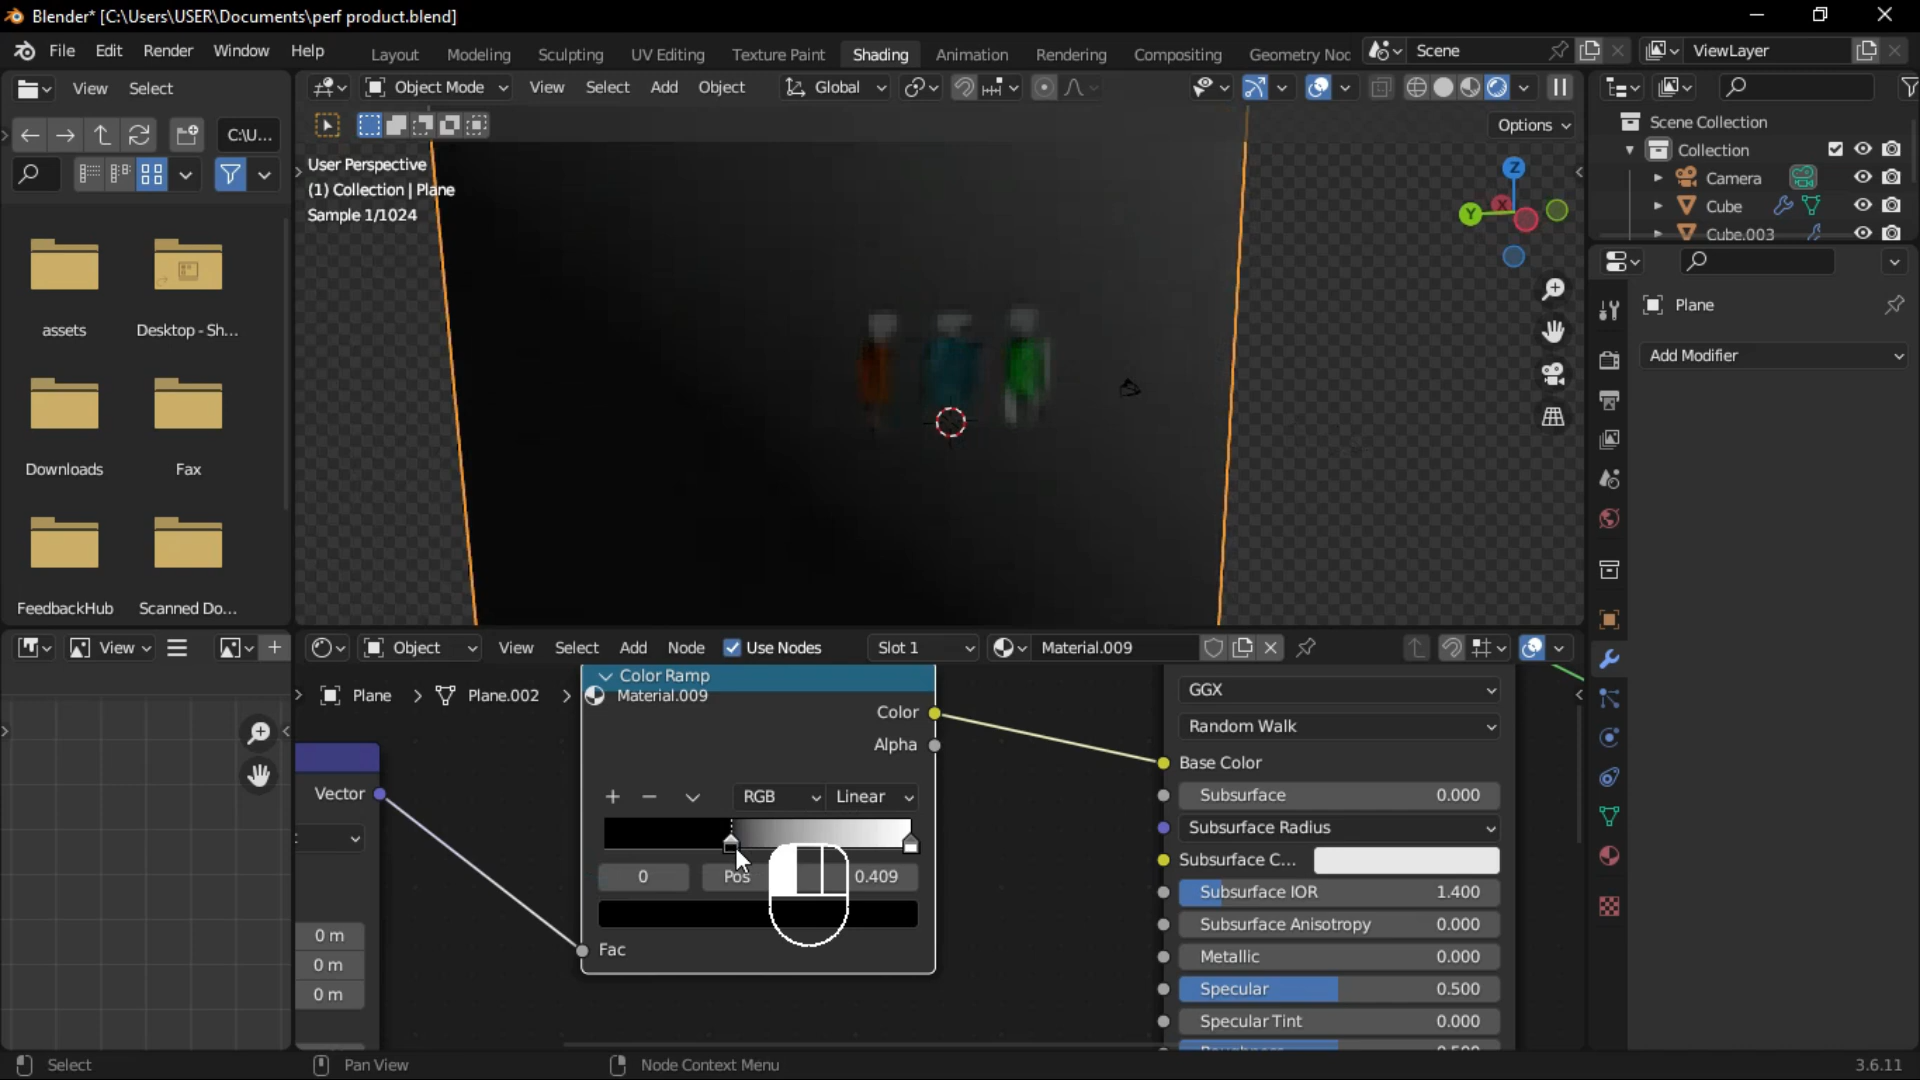 Blender* [C:\Users\USER\Documents\perf product.blend]
File Edit Render Window Help
Layout Modeling Sculpting UV Editing Texture Paint Shading Animation Rendering Compositing Geometry Noc
Scene
ViewLayer
View Select
Object Mode View Select Add Object Global
C:\U...
Options
User Perspective
(1) Collection | Plane
Sample 1/1024
Z
Y
X
Scene Collection
Collection
Camera
Cube
Cube.003
Plane
Add Modifier
assets
Desktop - Sh...
Downloads
Fax
FeedbackHub
Scanned Do...
View
Object View Select Add Node Use Nodes Slot 1 Material.009
Plane Plane.002 Material.009
Color Ramp
Color
Alpha
RGB Linear
0 Pos 0.409
Fac
Vector
0 m
0 m
0 m
GGX
Random Walk
Base Color
Subsurface 0.000
Subsurface Radius
Subsurface C...
Subsurface IOR 1.400
Subsurface Anisotropy 0.000
Metallic 0.000
Specular 0.500
Specular Tint 0.000
Select Pan View Node Context Menu 3.6.11